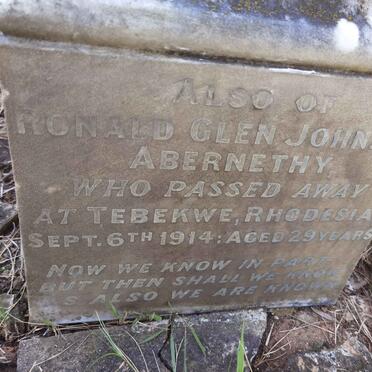 ALSO OF
RONALD GLEN JOHN
ABERNETHY
WHO PASSED AWAY
AT TEBEKWE, RHODESIA
SEPT. 6TH 1914: AGED 29 YEARS
NOW WE KNOW IN PART
BUT THEN SHALL WE KNOW
AS ALSO WE ARE KNOWN